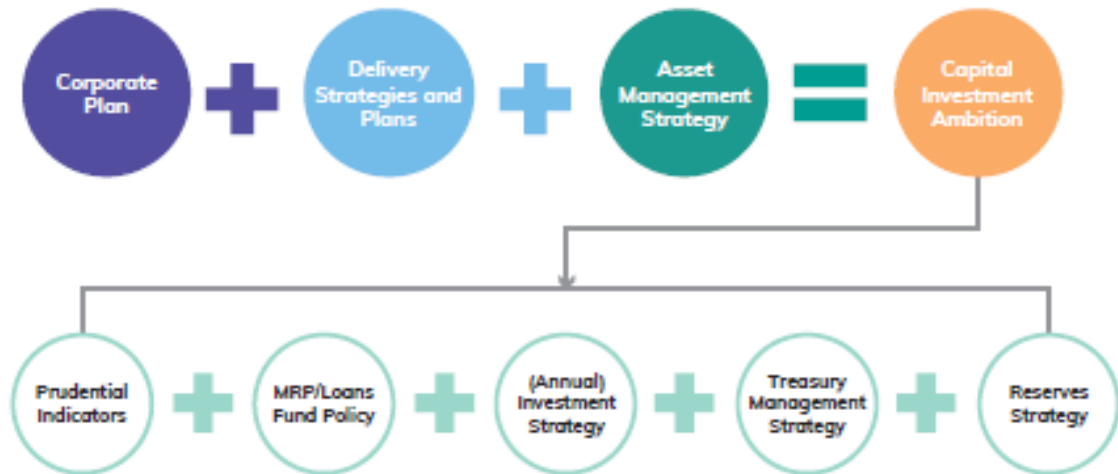 Corporate
Plan
Delivery
Strategies and
Plans
Asset
Management
Strategy
Capital
Investment
Ambition
Prudential
Indicators
MRP/Loans
Fund Policy
(Annual)
Investment
Strategy
Treasury
Management
Strategy
Reserves
Strategy